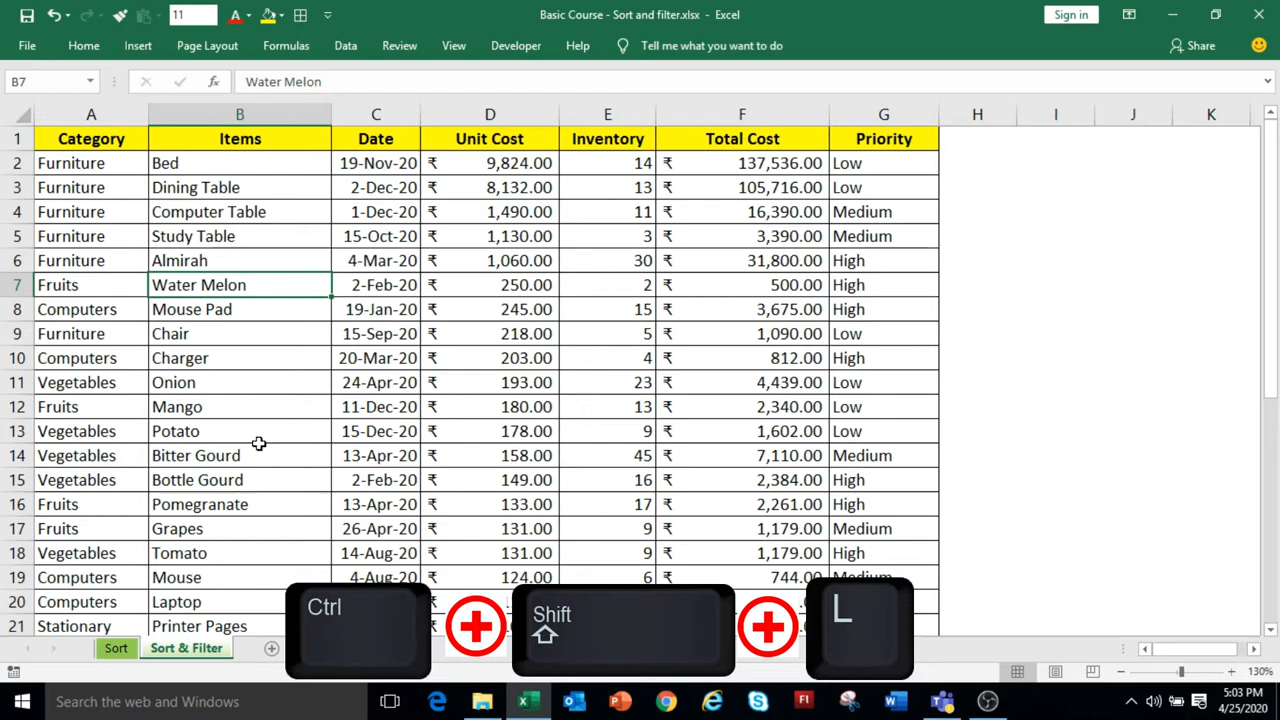 11 A Basic Course - Sort and filter.xlsx - Excel Sign in
File Home Insert Page Layout Formulas Data Review View Developer Help Tell me what you want to do Share
B7 fx Water Melon
A B C D E F G H I J K
1 Category Items Date Unit Cost Inventory Total Cost Priority
2 Furniture Bed 19-Nov-20 ₹ 9,824.00 14 ₹ 137,536.00 Low
3 Furniture Dining Table 2-Dec-20 ₹ 8,132.00 13 ₹ 105,716.00 Low
4 Furniture Computer Table 1-Dec-20 ₹ 1,490.00 11 ₹ 16,390.00 Medium
5 Furniture Study Table 15-Oct-20 ₹ 1,130.00 3 ₹ 3,390.00 Medium
6 Furniture Almirah 4-Mar-20 ₹ 1,060.00 30 ₹ 31,800.00 High
7 Fruits Water Melon 2-Feb-20 ₹ 250.00 2 ₹ 500.00 High
8 Computers Mouse Pad 19-Jan-20 ₹ 245.00 15 ₹ 3,675.00 High
9 Furniture Chair 15-Sep-20 ₹ 218.00 5 ₹ 1,090.00 Low
10 Computers Charger 20-Mar-20 ₹ 203.00 4 ₹ 812.00 High
11 Vegetables Onion 24-Apr-20 ₹ 193.00 23 ₹ 4,439.00 Low
12 Fruits Mango 11-Dec-20 ₹ 180.00 13 ₹ 2,340.00 Low
13 Vegetables Potato 15-Dec-20 ₹ 178.00 9 ₹ 1,602.00 Low
14 Vegetables Bitter Gourd 13-Apr-20 ₹ 158.00 45 ₹ 7,110.00 Medium
15 Vegetables Bottle Gourd 2-Feb-20 ₹ 149.00 16 ₹ 2,384.00 High
16 Fruits Pomegranate 13-Apr-20 ₹ 133.00 17 ₹ 2,261.00 High
17 Fruits Grapes 26-Apr-20 ₹ 131.00 9 ₹ 1,179.00 Medium
18 Vegetables Tomato 14-Aug-20 ₹ 131.00 9 ₹ 1,179.00 High
19 Computers Mouse 4-Aug-20 ₹ 124.00 6 ₹ 744.00
20 Computers Laptop
21 Stationary Printer Pages
Ctrl + Shift + L
Sort Sort & Filter
130%
Search the web and Windows
5:03 PM
4/25/2020